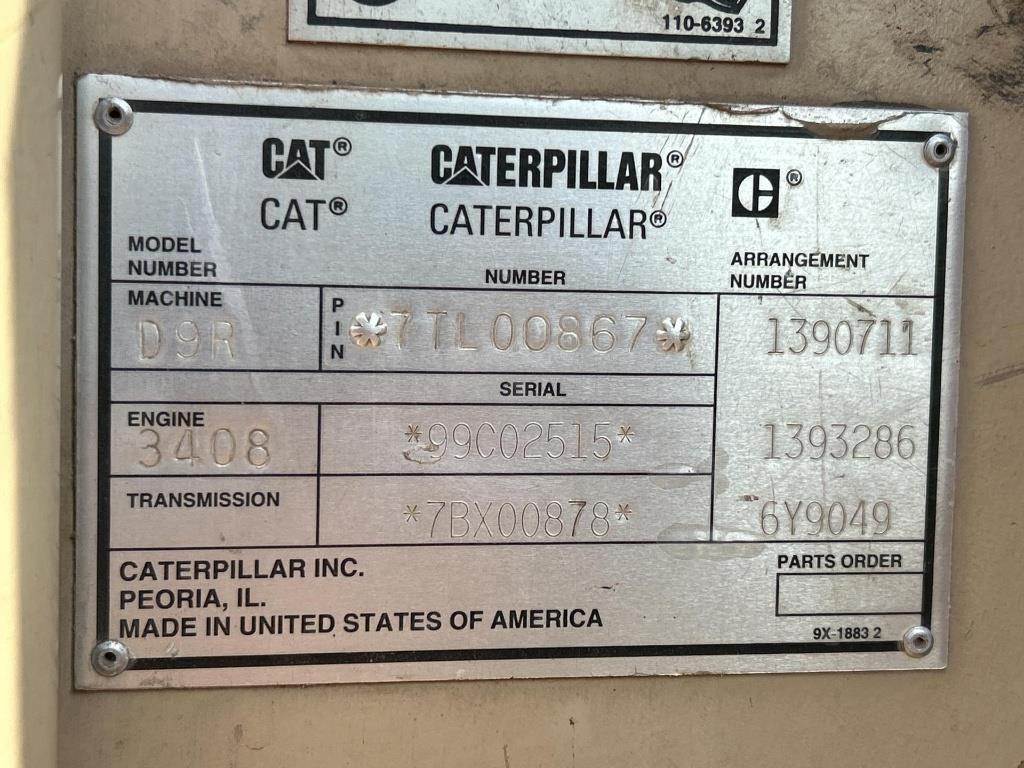 110-6393 2
CAT® CATERPILLAR® ®
CAT® CATERPILLAR®
MODEL
NUMBER NUMBER ARRANGEMENT
NUMBER
MACHINE
D9R PIN *7TL00867* 1390711
SERIAL
ENGINE
3408 *99C02515* 1393286
TRANSMISSION *7BX00878* 6Y9049
CATERPILLAR INC. PARTS ORDER
PEORIA, IL.
MADE IN UNITED STATES OF AMERICA 9X-1883 2